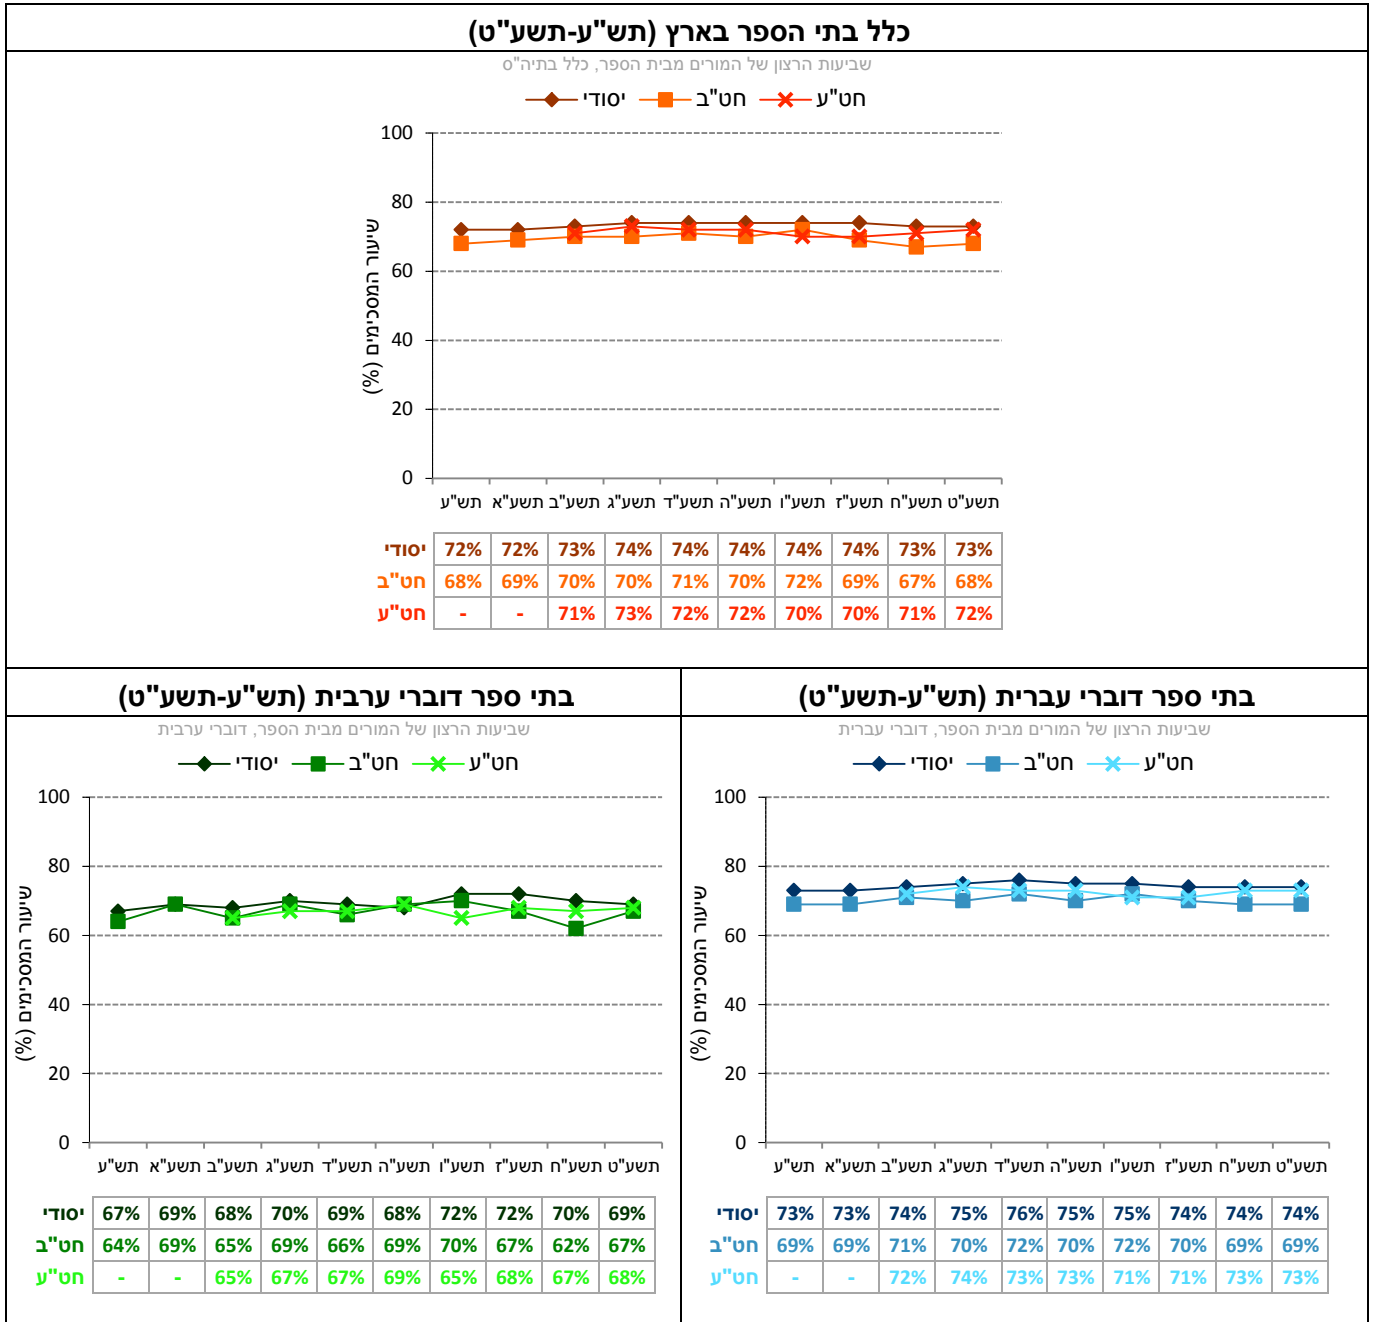 כלל בתי הספר בארץ (תש"ע-תשע"ט)
שביעות הרצון של המורים מבית הספר, כלל בתיה"ס
יסודי חט"ב חט"ע
שיעור המסכימים (%)
100
80
60
40
20
0
תש"ע תשע"א תשע"ב תשע"ג תשע"ד תשע"ה תשע"ו תשע"ז תשע"ח תשע"ט
יסודי 72% 72% 73% 74% 74% 74% 74% 74% 73% 73%
חט"ב 68% 69% 70% 70% 71% 70% 72% 69% 67% 68%
חט"ע - - 71% 73% 72% 72% 70% 70% 71% 72%
בתי ספר דוברי עברית (תש"ע-תשע"ט)
שביעות הרצון של המורים מבית הספר, דוברי עברית
יסודי חט"ב חט"ע
שיעור המסכימים (%)
100
80
60
40
20
0
תש"ע תשע"א תשע"ב תשע"ג תשע"ד תשע"ה תשע"ו תשע"ז תשע"ח תשע"ט
יסודי 73% 73% 74% 75% 76% 75% 75% 74% 74% 74%
חט"ב 69% 69% 71% 70% 72% 70% 72% 70% 69% 69%
חט"ע - - 72% 74% 73% 73% 71% 71% 73% 73%
בתי ספר דוברי ערבית (תש"ע-תשע"ט)
שביעות הרצון של המורים מבית הספר, דוברי ערבית
יסודי חט"ב חט"ע
שיעור המסכימים (%)
100
80
60
40
20
0
תש"ע תשע"א תשע"ב תשע"ג תשע"ד תשע"ה תשע"ו תשע"ז תשע"ח תשע"ט
יסודי 67% 69% 68% 70% 69% 68% 72% 72% 70% 69%
חט"ב 64% 69% 65% 69% 66% 69% 70% 67% 62% 67%
חט"ע - - 65% 67% 67% 69% 65% 68% 67% 68%